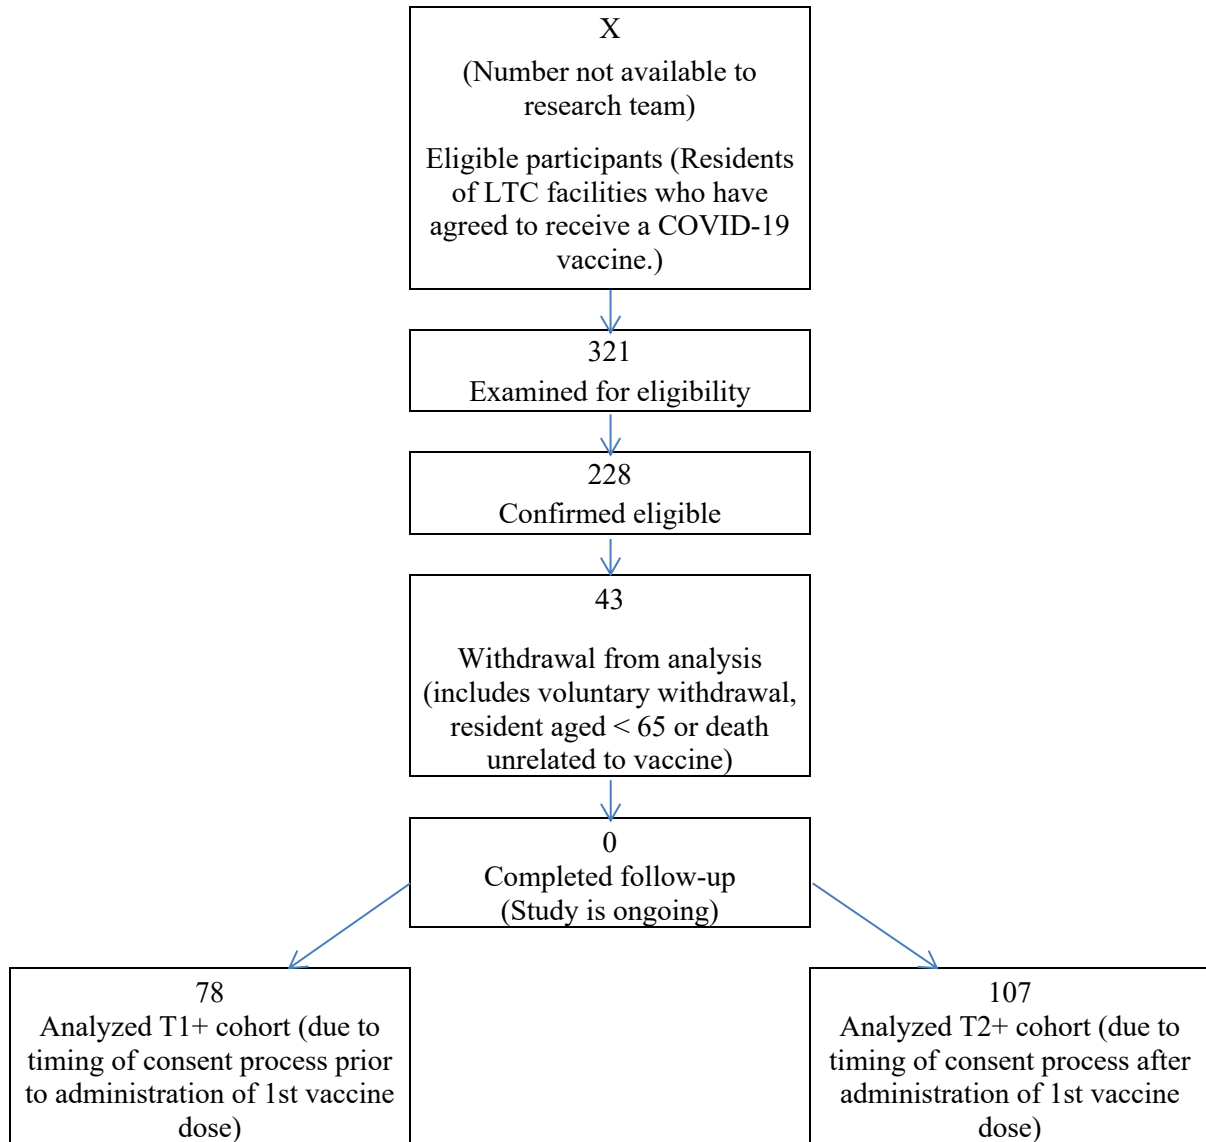 X
(Number not available to
research team)
Eligible participants (Residents
of LTC facilities who have
agreed to receive a COVID-19
vaccine.)
321
Examined for eligibility
228
Confirmed eligible
43
Withdrawal from analysis
(includes voluntary withdrawal,
resident aged < 65 or death
unrelated to vaccine)
0
Completed follow-up
(Study is ongoing)
78
Analyzed T1+ cohort (due to
timing of consent process prior
to administration of 1st vaccine
dose)
107
Analyzed T2+ cohort (due to
timing of consent process after
administration of 1st vaccine
dose)